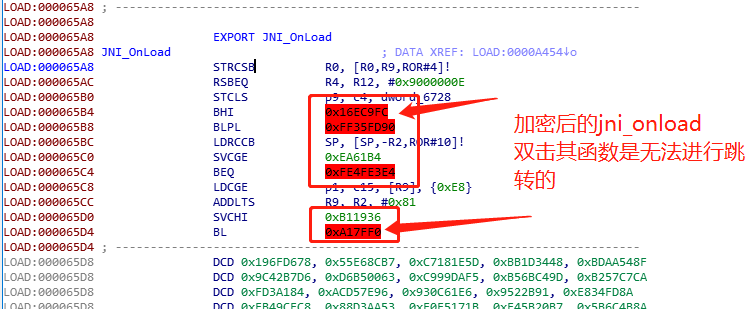 LOAD:000065A8 ; ---------------------------------------------------------------------------
LOAD:000065A8
LOAD:000065A8 EXPORT JNI_OnLoad
LOAD:000065A8 JNI_OnLoad ; DATA XREF: LOAD:0000A454↓o
LOAD:000065A8 STRCSB R0, [R0,R9,ROR#4]!
LOAD:000065AC RSBEQ R4, R12, #0x9000000E
LOAD:000065B0 STCLS p9, c4, dword_6728
LOAD:000065B4 BHI 0x16EC9FC
LOAD:000065B8 BLPL 0xFF35FD90
LOAD:000065BC LDRCCB SP, [SP,-R2,ROR#10]!
LOAD:000065C0 SVCGE 0xEA61B4
LOAD:000065C4 BEQ 0xFE4EE3E4
LOAD:000065C8 LDCGE p1, c15, [R9], {0xE8}
LOAD:000065CC ADDLTS R9, R2, #0x81
LOAD:000065D0 SVCHI 0xB11936
LOAD:000065D4 BL 0xA17FF0
LOAD:000065D4 ; ---------------------------------------------------------------------------
LOAD:000065D8 DCD 0x196FD678, 0x55E68CB7, 0xC7181E5D, 0xBB1D3448, 0xBDAA548F
LOAD:000065D8 DCD 0x9C42B7D6, 0xD6B50063, 0xC999DAF5, 0xB56BC49D, 0xB257C7CA
LOAD:000065D8 DCD 0xFD3A184, 0xACD57E96, 0x930C61E6, 0x9522B91, 0xE834FD8A
LOAD:000065D8 DCD
加密后的jni_onload
双击其函数是无法进行跳
转的